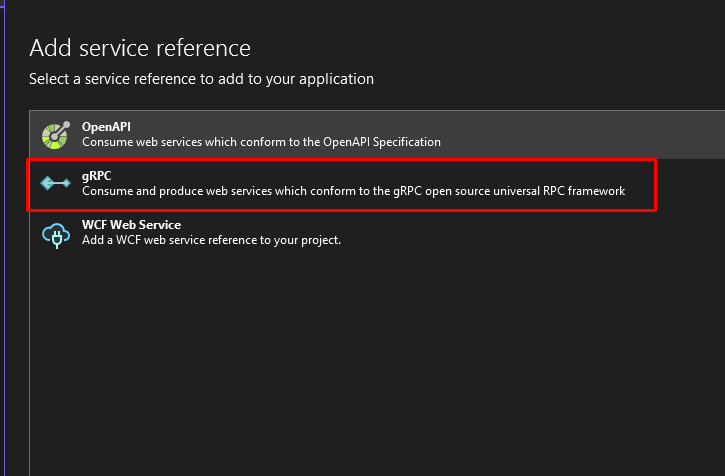 Add service reference
Select a service reference to add to your application
OpenAPI
Consume web services which conform to the OpenAPI Specification
gRPC
Consume and produce web services which conform to the gRPC open source universal RPC framework
WCF Web Service
Add a WCF web service reference to your project.